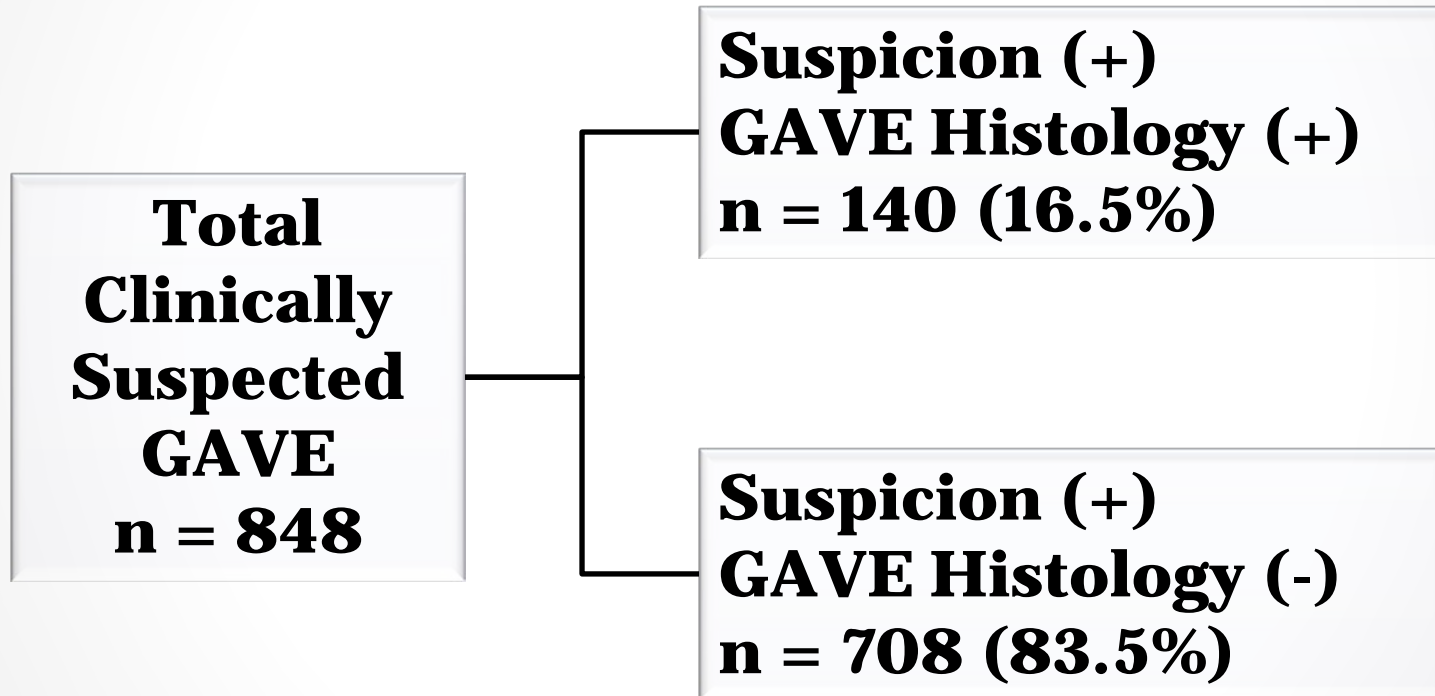 Total
Clinically
Suspected
GAVE
n = 848
Suspicion (+)
GAVE Histology (+)
n = 140 (16.5%)
Suspicion (+)
GAVE Histology (-)
n = 708 (83.5%)